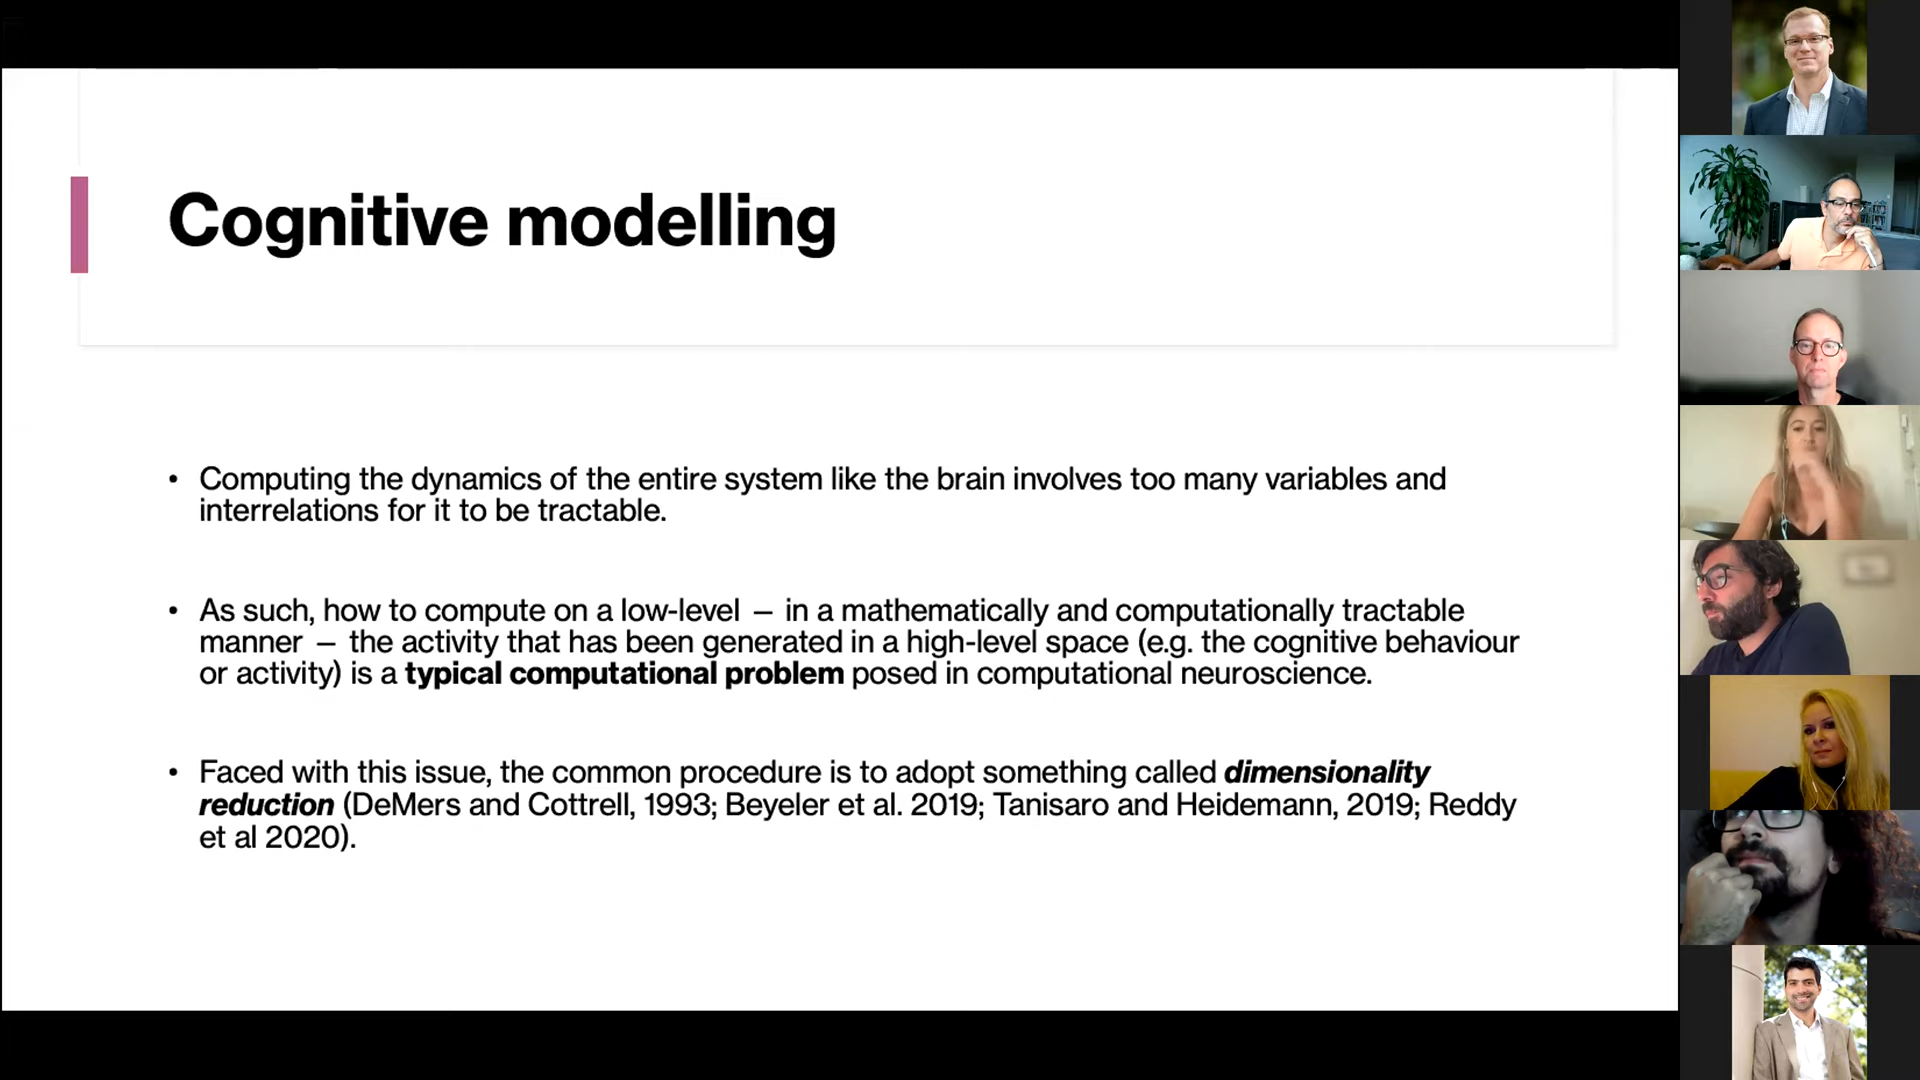 Cognitive modelling
• Computing the dynamics of the entire system like the brain involves too many variables and
interrelations for it to be tractable.
• As such, how to compute on a low-level – in a mathematically and computationally tractable
manner – the activity that has been generated in a high-level space (e.g. the cognitive behaviour
or activity) is a typical computational problem posed in computational neuroscience.
• Faced with this issue, the common procedure is to adopt something called dimensionality
reduction (DeMers and Cottrell, 1993; Beyeler et al. 2019; Tanisaro and Heidemann, 2019; Reddy
et al 2020).